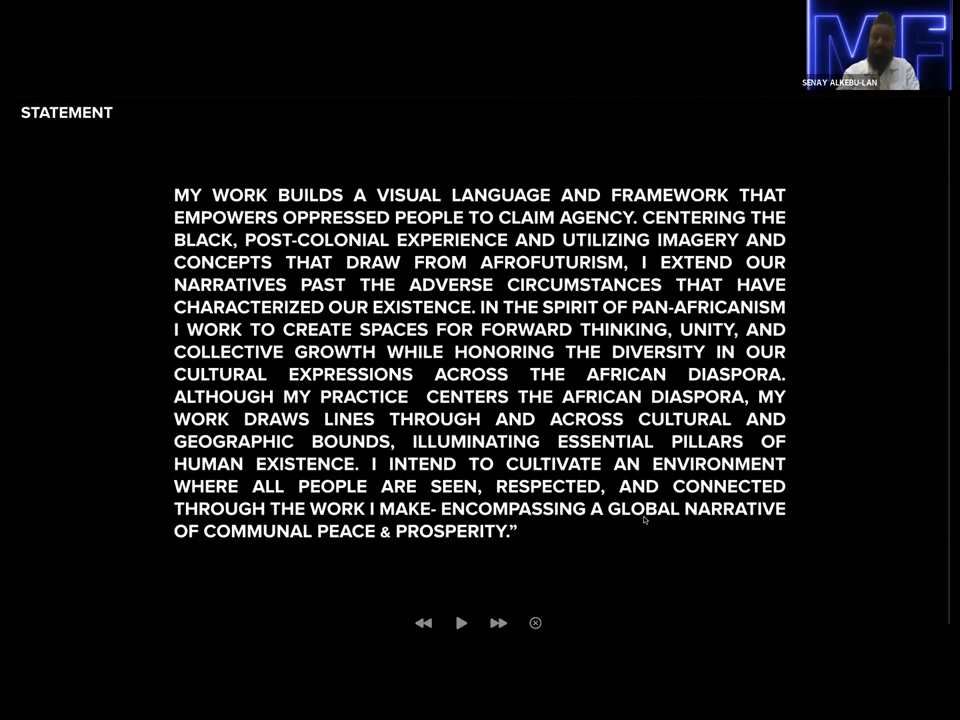 MF
SENAY ALKEBU-LAN
STATEMENT
MY WORK BUILDS A VISUAL LANGUAGE AND FRAMEWORK THAT
EMPOWERS OPPRESSED PEOPLE TO CLAIM AGENCY. CENTERING THE
BLACK, POST-COLONIAL EXPERIENCE AND UTILIZING IMAGERY AND
CONCEPTS THAT DRAW FROM AFROFUTURISM, I EXTEND OUR
NARRATIVES PAST THE ADVERSE CIRCUMSTANCES THAT HAVE
CHARACTERIZED OUR EXISTENCE. IN THE SPIRIT OF PAN-AFRICANISM
I WORK TO CREATE SPACES FOR FORWARD THINKING, UNITY, AND
COLLECTIVE GROWTH WHILE HONORING THE DIVERSITY IN OUR
CULTURAL EXPRESSIONS ACROSS THE AFRICAN DIASPORA.
ALTHOUGH MY PRACTICE CENTERS THE AFRICAN DIASPORA, MY
WORK DRAWS LINES THROUGH AND ACROSS CULTURAL AND
GEOGRAPHIC BOUNDS, ILLUMINATING ESSENTIAL PILLARS OF
HUMAN EXISTENCE. I INTEND TO CULTIVATE AN ENVIRONMENT
WHERE ALL PEOPLE ARE SEEN, RESPECTED, AND CONNECTED
THROUGH THE WORK I MAKE- ENCOMPASSING A GLOBAL NARRATIVE
OF COMMUNAL PEACE & PROSPERITY.”